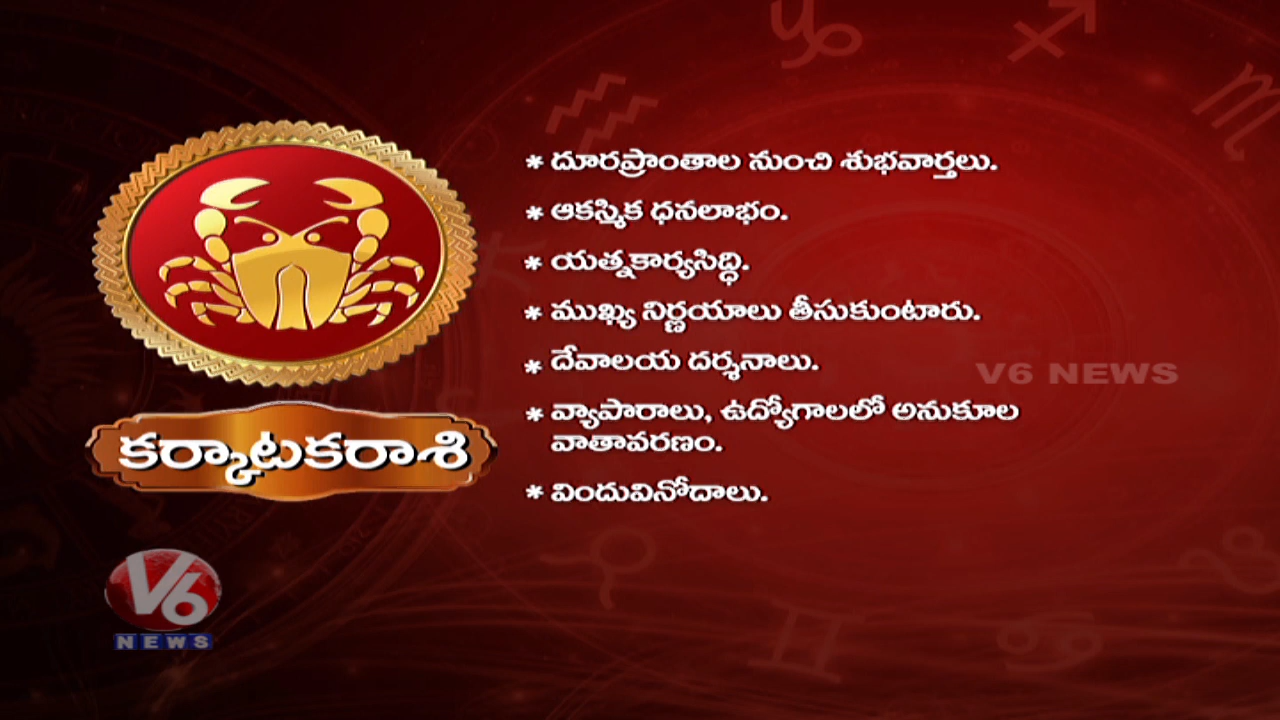 * దూరప్రాంతాల నుంచి శుభవార్తలు.
* ఆకస్మిక ధనలాభం.
* యత్నకార్యసిద్ధి.
* ముఖ్య నిర్ణయాలు తీసుకుంటారు.
* దేవాలయ దర్శనాలు.
* వ్యాపారాలు, ఉద్యోగాలలో అనుకూల
వాతావరణం.
* విందువినోదాలు.
కర్కాటకరాశి
V6 NEWS
V6
NEWS